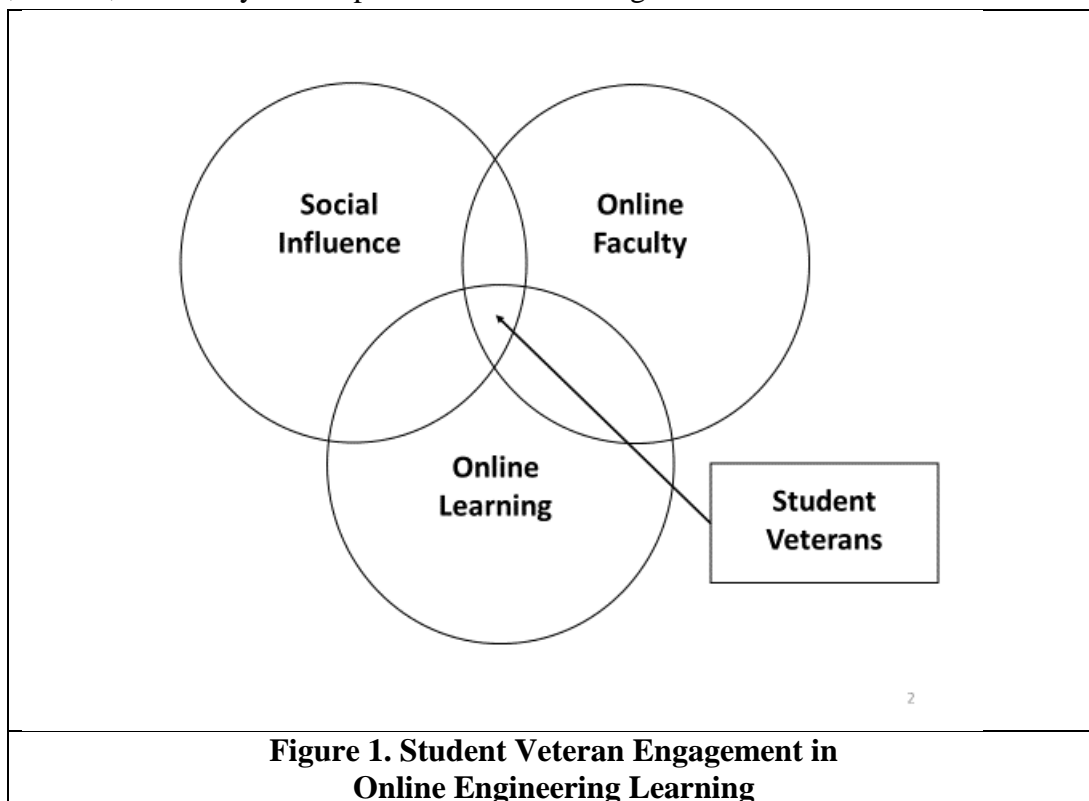 Social
Influence
Online
Faculty
Online
Learning
Student
Veterans
2
Figure 1. Student Veteran Engagement in
Online Engineering Learning